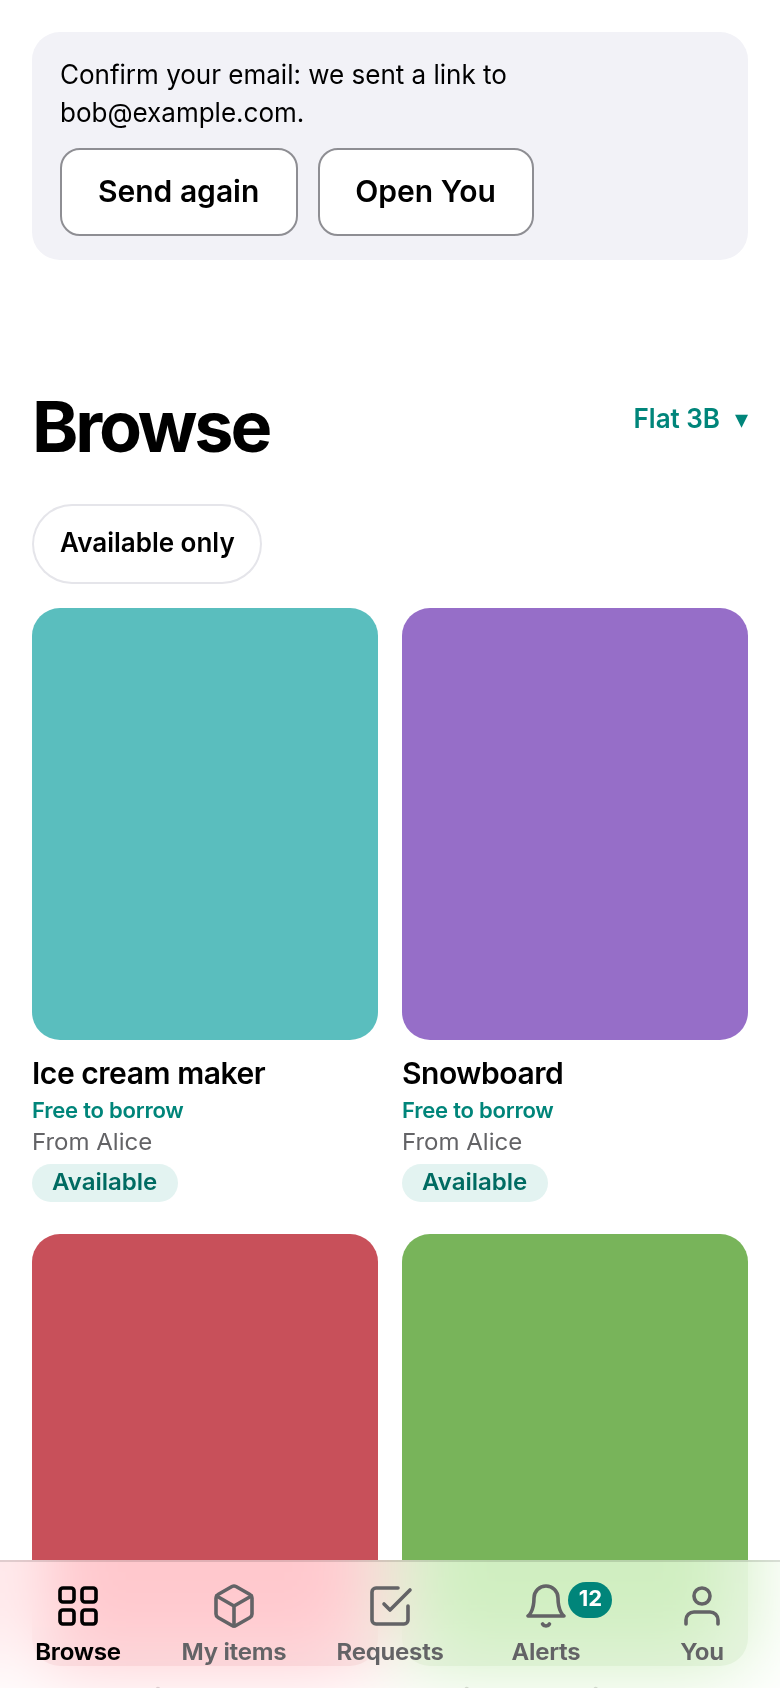 Confirm your email: we sent a link to
bob@example.com.
Send again
Open You
Browse
Flat 3B ▾
Available only
Ice cream maker
Free to borrow
From Alice
Available
Snowboard
Free to borrow
From Alice
Available
Browse
My items
Requests
12
Alerts
You